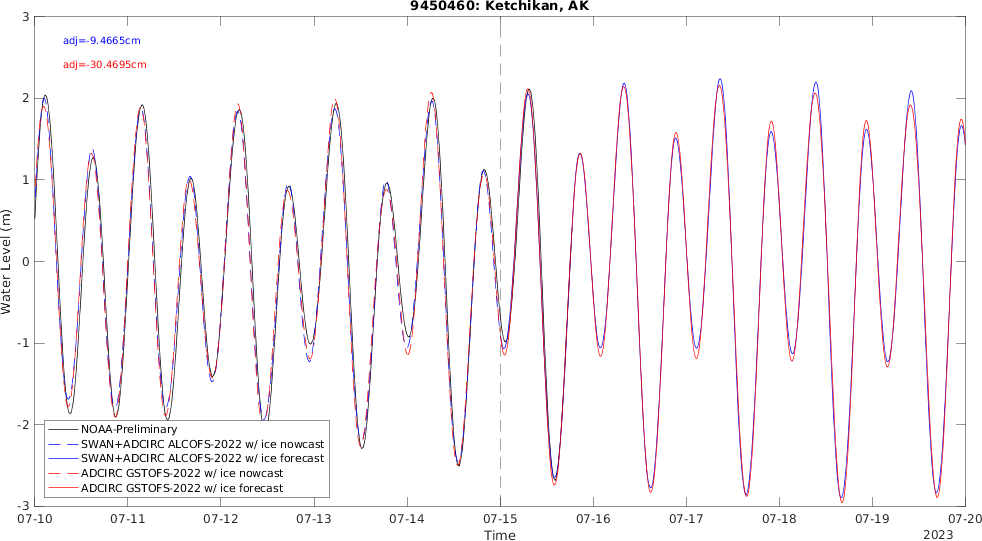 9450460: Ketchikan, AK
adj=-9.4665cm
adj=-30.4695cm
3
2
1
0
-1
-2
-3
Water Level (m)
NOAA-Preliminary
SWAN+ADCIRC ALCOFS-2022 w/ ice nowcast
SWAN+ADCIRC ALCOFS-2022 w/ ice forecast
ADCIRC GSTOFS-2022 w/ ice nowcast
ADCIRC GSTOFS-2022 w/ ice forecast
07-10 07-11 07-12 07-13 07-14 07-15 07-16 07-17 07-18 07-19 07-20
Time
2023